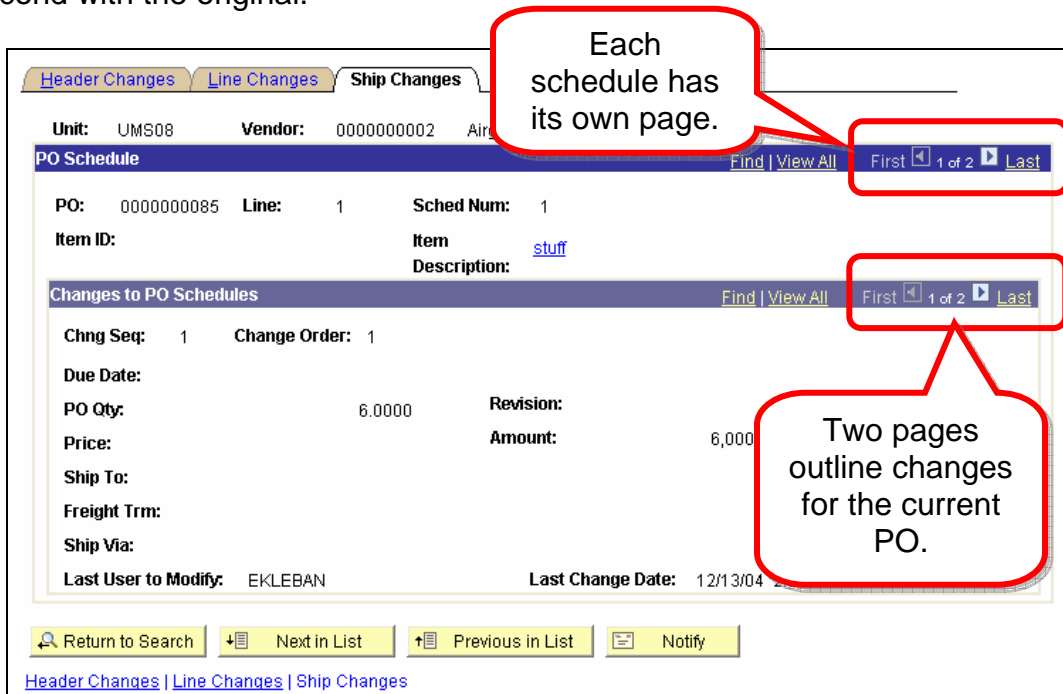 with the original.
Each
schedule has
its own page.
Header Changes Line Changes Ship Changes
Unit: UMS08 Vendor: 0000000002
PO Schedule Find | View All First 1 of 2 Last
PO: 0000000085 Line: 1 Sched Num: 1
Item ID: Item
Description: stuff
Changes to PO Schedules Find | View All First 1 of 2 Last
Chng Seq: 1 Change Order: 1
Due Date:
PO Qty: 6.0000 Revision:
Price: Amount: 6,000
Ship To:
Freight Trm:
Ship Via:
Last User to Modify: EKLEBAN Last Change Date: 12/13/04
Two pages
outline changes
for the current
PO.
Return to Search Next in List Previous in List Notify
Header Changes | Line Changes | Ship Changes